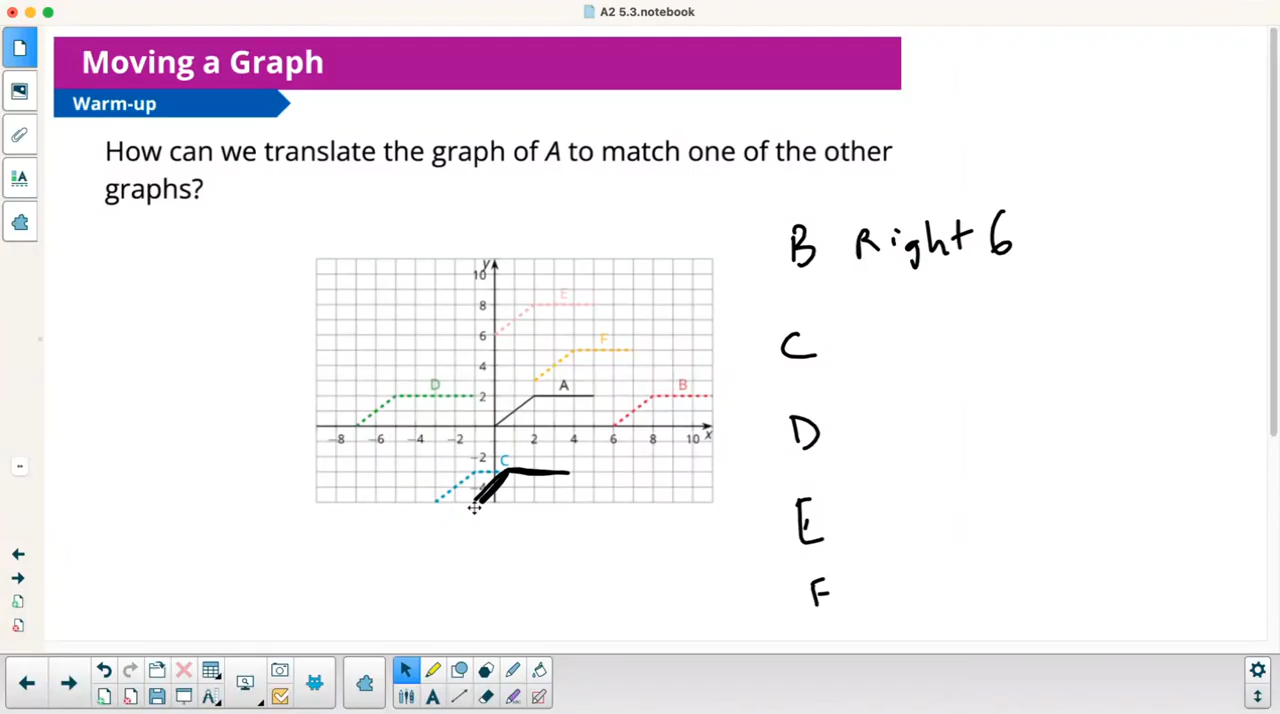 A2 5.3.notebook
Moving a Graph
Warm-up
How can we translate the graph of A to match one of the other
graphs?
B Right 6
C
D
E
F
y
10
8
E
6
F
4
D
2
A
B
-8 -6 -4 -2 2 4 6 8 10 x
-2
C
-4